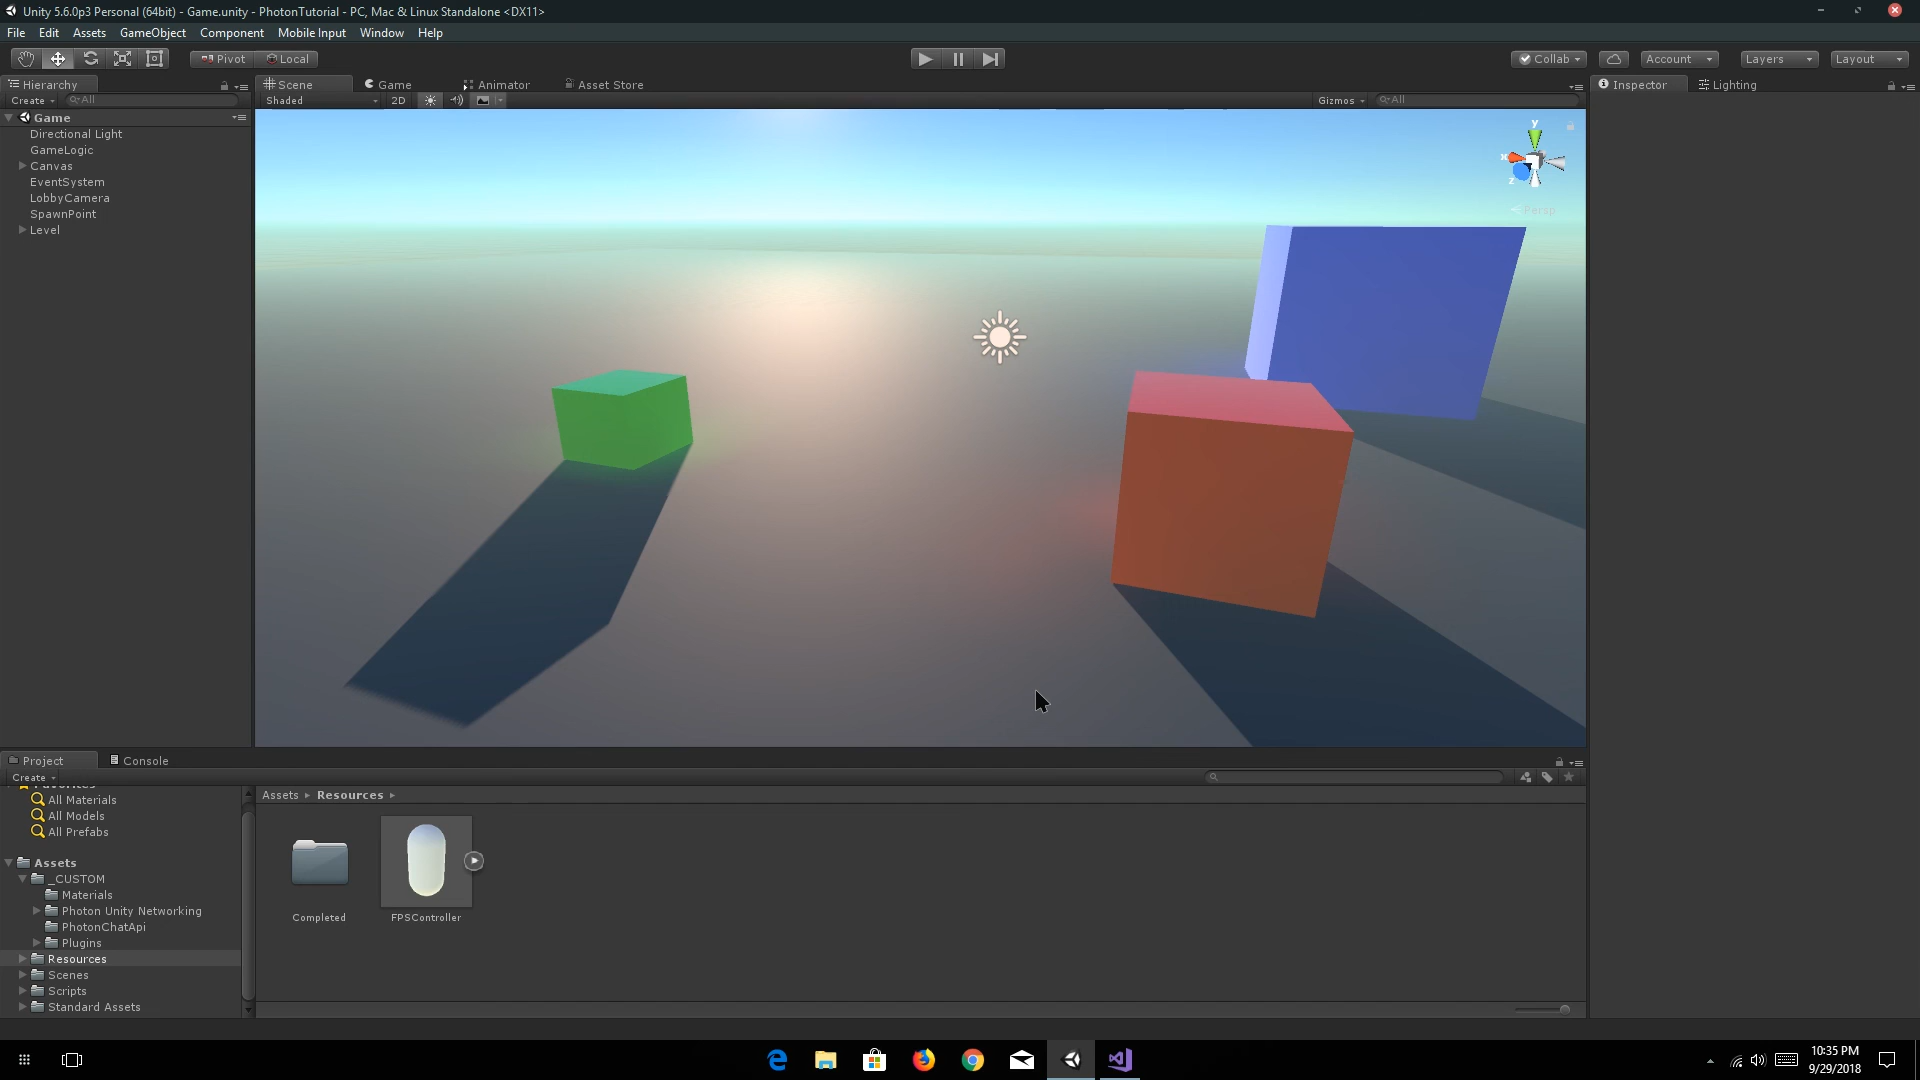 Unity 5.6.0p3 Personal (64bit) - Game.unity - PhotonTutorial - PC, Mac & Linux Standalone <DX11>
File Edit Assets GameObject Component Mobile Input Window Help
Pivot Local Collab Account Layers Layout
Hierarchy Scene Game Animator Asset Store Inspector Lighting
Create All Shaded 2D Gizmos All
Game
Directional Light
GameLogic
Canvas
EventSystem
LobbyCamera
SpawnPoint
Level
y
x
z
Persp
Project Console
Create
Favorites
All Materials
All Models
All Prefabs
Assets
_CUSTOM
Materials
Photon Unity Networking
PhotonChatApi
Plugins
Resources
Scenes
Scripts
Standard Assets
Assets Resources
Completed FPSController
10:35 PM
9/29/2018